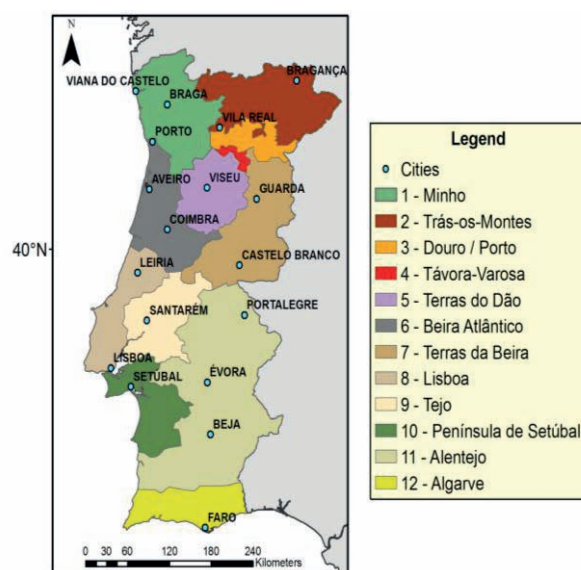 N
BRAGANÇA
VIANA DO CASTELO
BRAGA
VILA REAL
PORTO
AVEIRO
VISEU
GUARDA
COIMBRA
40°N
CASTELO BRANCO
LEIRIA
PORTALEGRE
SANTARÉM
LISBOA
SETÚBAL
ÉVORA
BEJA
FARO
0 30 60 120 180 240
Kilometers
Legend
Cities
1 - Minho
2 - Trás-os-Montes
3 - Douro / Porto
4 - Távora-Varosa
5 - Terras do Dão
6 - Beira Atlântico
7 - Terras da Beira
8 - Lisboa
9 - Tejo
10 - Península de Setúbal
11 - Alentejo
12 - Algarve